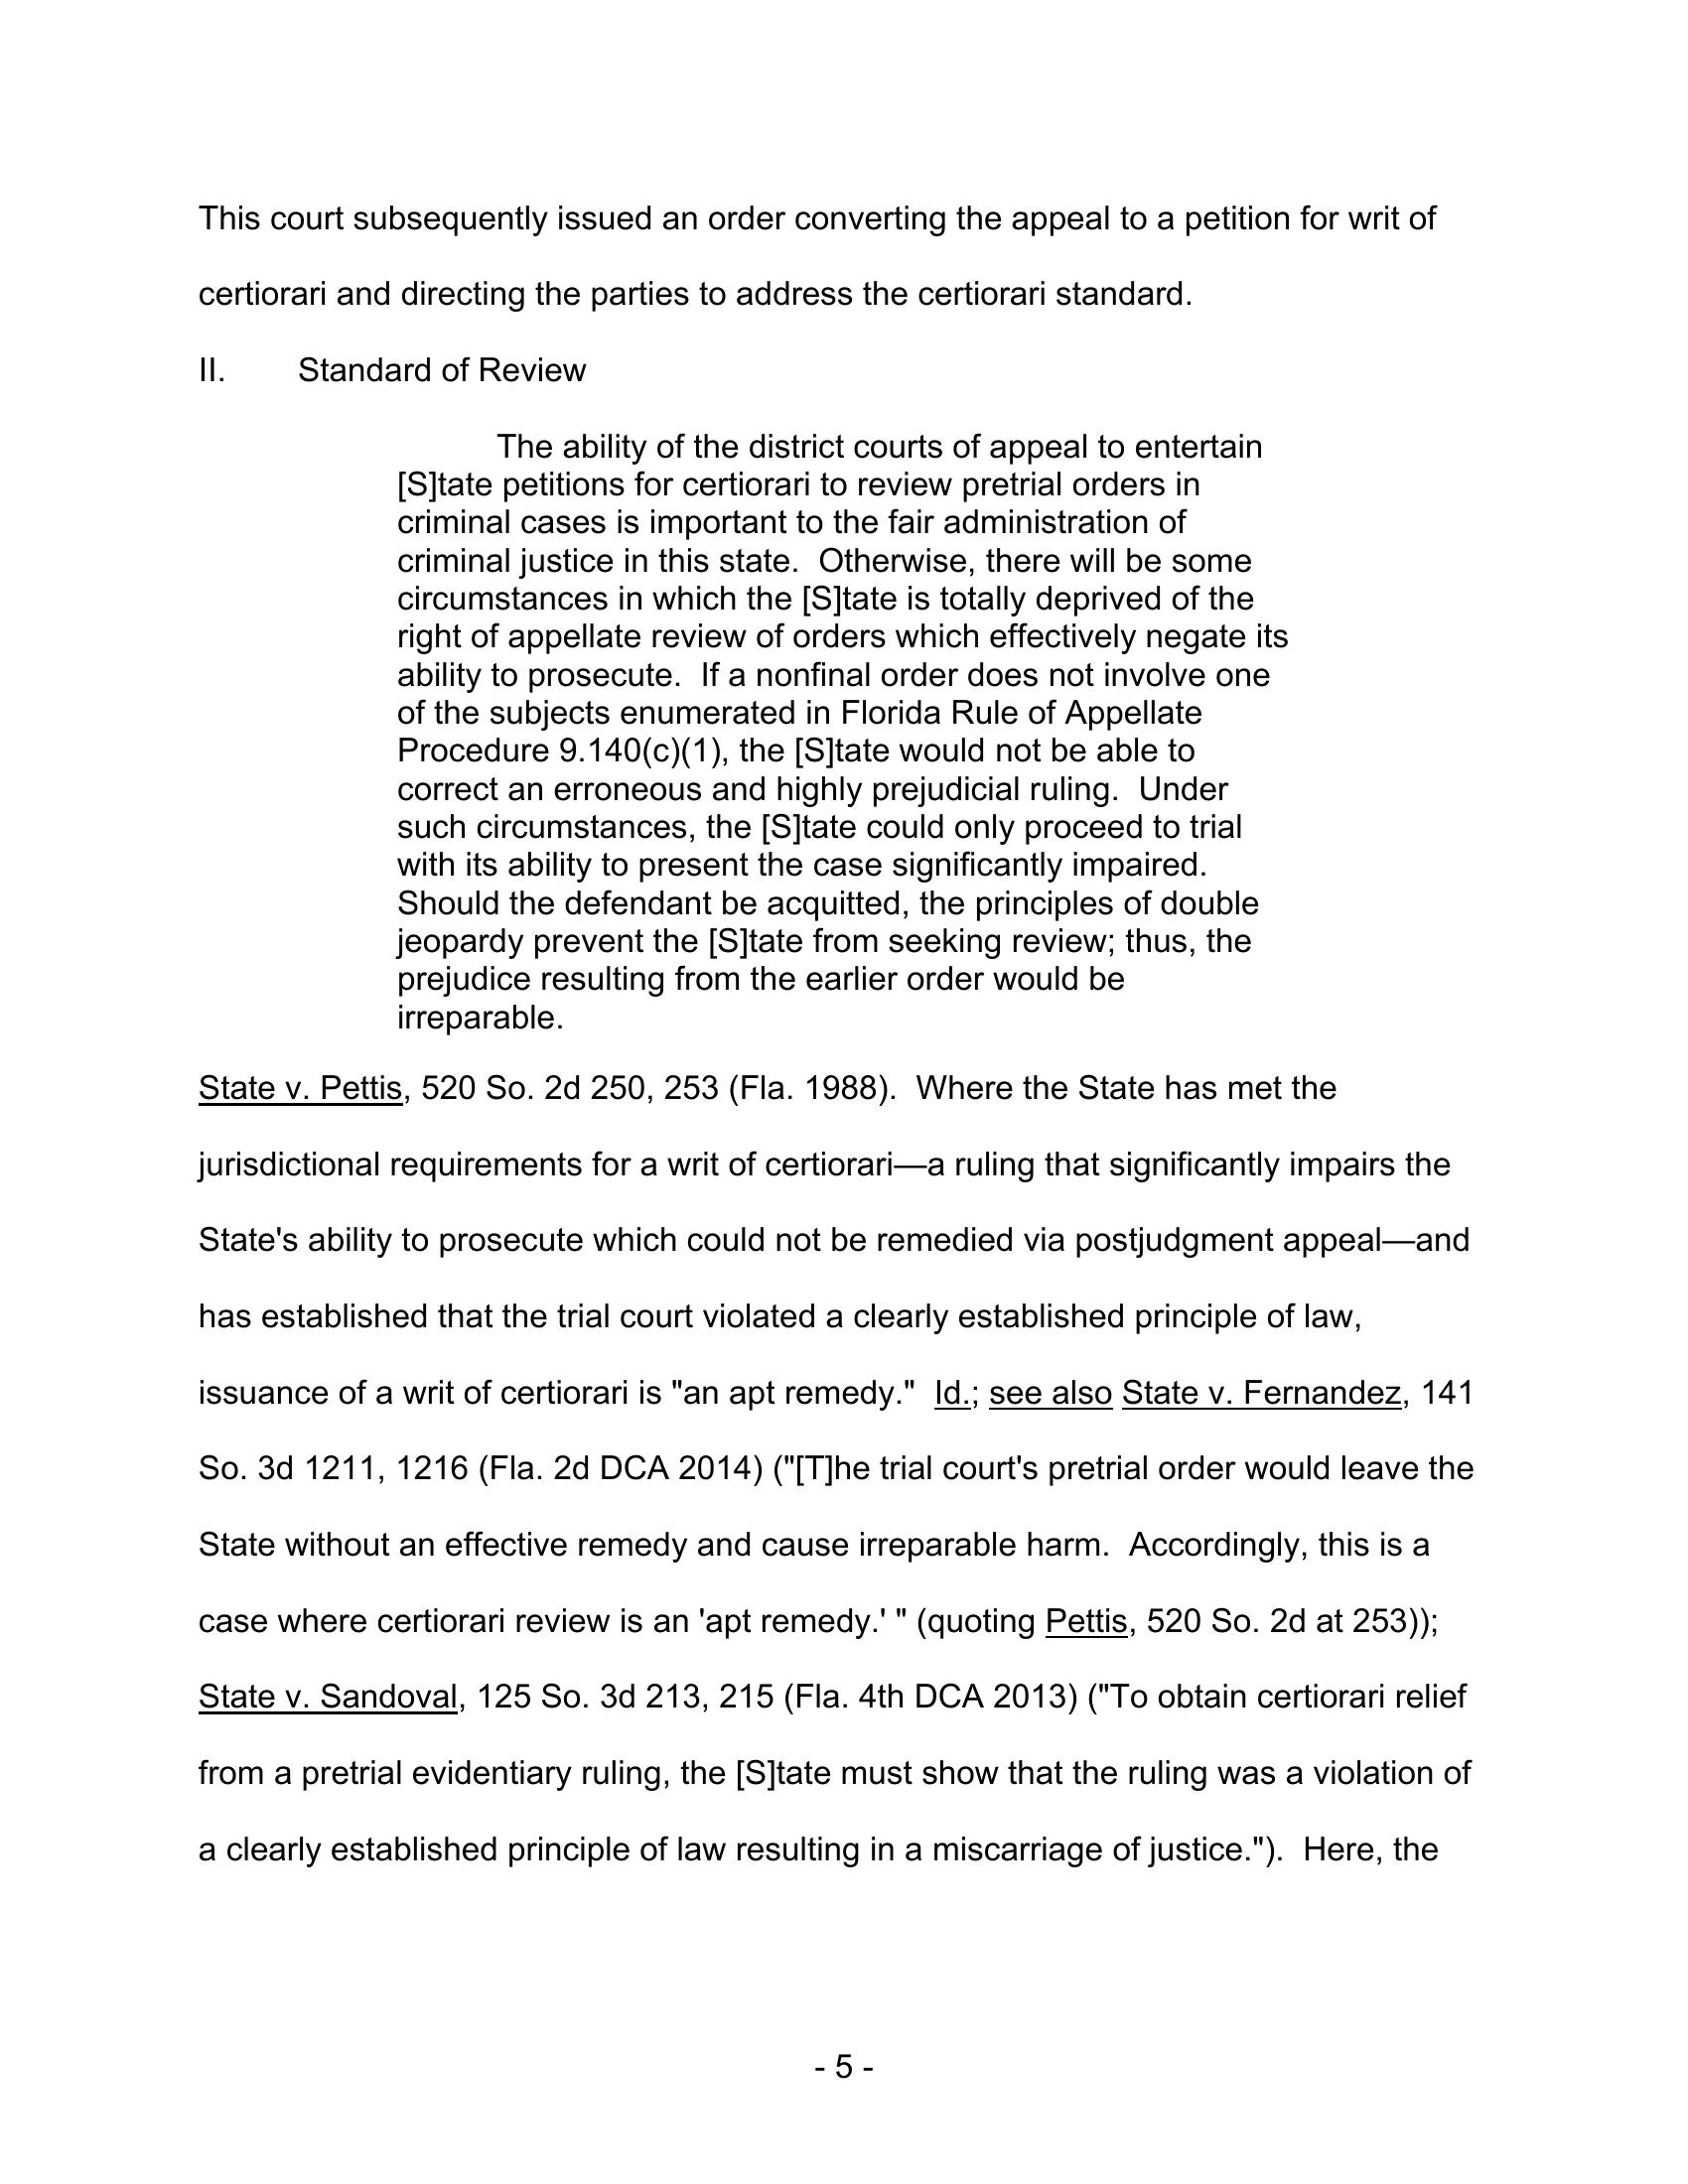 This court subsequently issued an order converting the appeal to a petition for writ of
certiorari and directing the parties to address the certiorari standard.
II. Standard of Review
The ability of the district courts of appeal to entertain
[S]tate petitions for certiorari to review pretrial orders in
criminal cases is important to the fair administration of
criminal justice in this state.  Otherwise, there will be some
circumstances in which the [S]tate is totally deprived of the
right of appellate review of orders which effectively negate its
ability to prosecute.  If a nonfinal order does not involve one
of the subjects enumerated in Florida Rule of Appellate
Procedure 9.140(c)(1), the [S]tate would not be able to
correct an erroneous and highly prejudicial ruling.  Under
such circumstances, the [S]tate could only proceed to trial
with its ability to present the case significantly impaired.
Should the defendant be acquitted, the principles of double
jeopardy prevent the [S]tate from seeking review; thus, the
prejudice resulting from the earlier order would be
irreparable.
State v. Pettis, 520 So. 2d 250, 253 (Fla. 1988).  Where the State has met the
jurisdictional requirements for a writ of certiorari—a ruling that significantly impairs the
State's ability to prosecute which could not be remedied via postjudgment appeal—and
has established that the trial court violated a clearly established principle of law,
issuance of a writ of certiorari is "an apt remedy."  Id.; see also State v. Fernandez, 141
So. 3d 1211, 1216 (Fla. 2d DCA 2014) ("[T]he trial court's pretrial order would leave the
State without an effective remedy and cause irreparable harm.  Accordingly, this is a
case where certiorari review is an 'apt remedy.' " (quoting Pettis, 520 So. 2d at 253));
State v. Sandoval, 125 So. 3d 213, 215 (Fla. 4th DCA 2013) ("To obtain certiorari relief
from a pretrial evidentiary ruling, the [S]tate must show that the ruling was a violation of
a clearly established principle of law resulting in a miscarriage of justice.").  Here, the
- 5 -